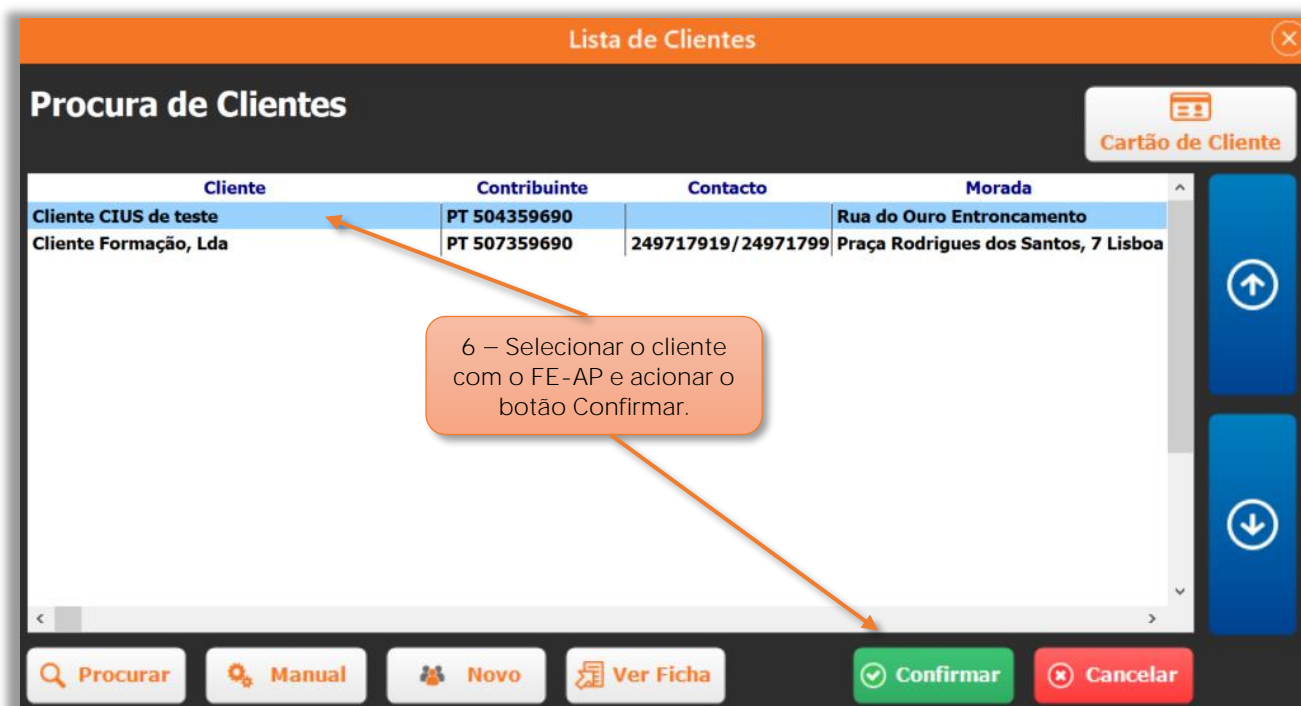 Lista de Clientes
Procura de Clientes
Cartão de Cliente
Cliente Contribuinte Contacto Morada
Cliente CIUS de teste PT 504359690 Rua do Ouro Entroncamento
Cliente Formação, Lda PT 507359690 249717919/24971799 Praça Rodrigues dos Santos, 7 Lisboa
6 – Selecionar o cliente
com o FE-AP e acionar o
botão Confirmar.
Procurar Manual Novo Ver Ficha Confirmar Cancelar